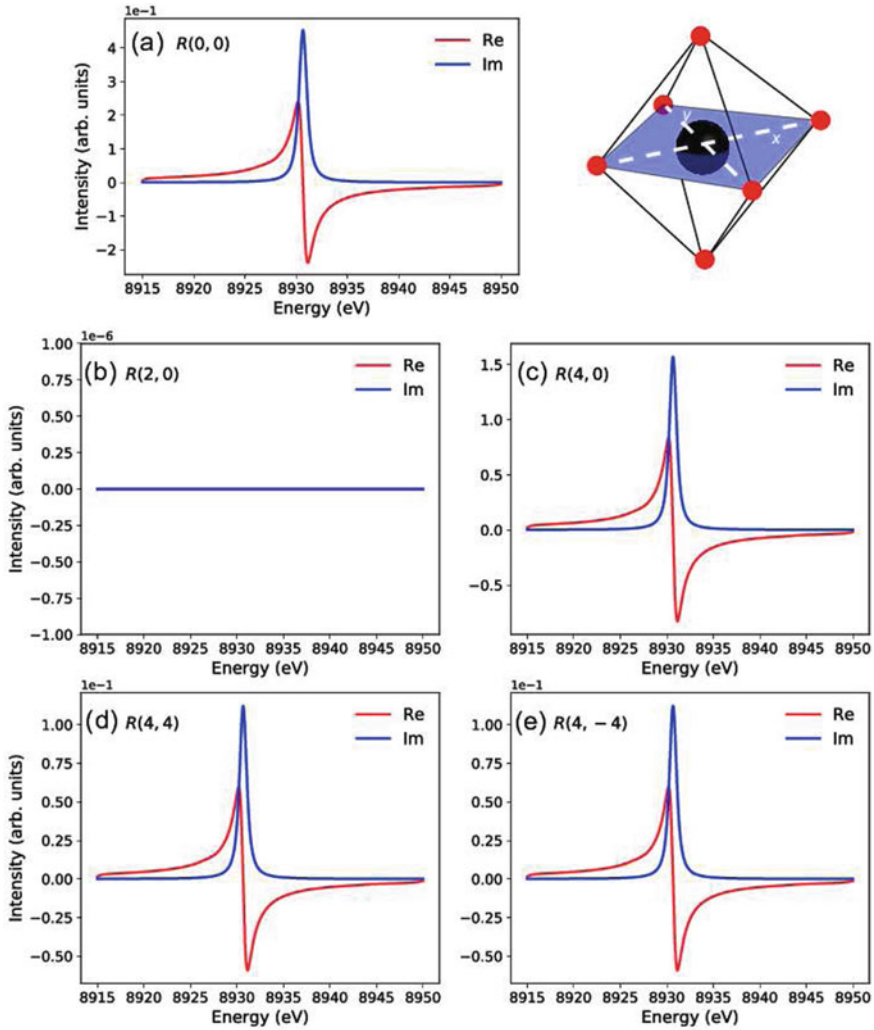 1e-1
(a) R(0, 0)
Re
Im
4
3
2
1
0
−1
−2
Intensity (arb. units)
8915 8920 8925 8930 8935 8940 8945 8950
Energy (eV)
y
x
1e-6
(b) R(2, 0)
Re
Im
1.00
0.75
0.50
0.25
0.00
−0.25
−0.50
−0.75
−1.00
Intensity (arb. units)
8915 8920 8925 8930 8935 8940 8945 8950
Energy (eV)
(c) R(4, 0)
Re
Im
1.5
1.0
0.5
0.0
−0.5
8915 8920 8925 8930 8935 8940 8945 8950
Energy (eV)
1e-1
(d) R(4, 4)
Re
Im
1.00
0.75
0.50
0.25
0.00
−0.25
−0.50
Intensity (arb. units)
8915 8920 8925 8930 8935 8940 8945 8950
Energy (eV)
1e-1
(e) R(4, −4)
Re
Im
1.00
0.75
0.50
0.25
0.00
−0.25
−0.50
8915 8920 8925 8930 8935 8940 8945 8950
Energy (eV)